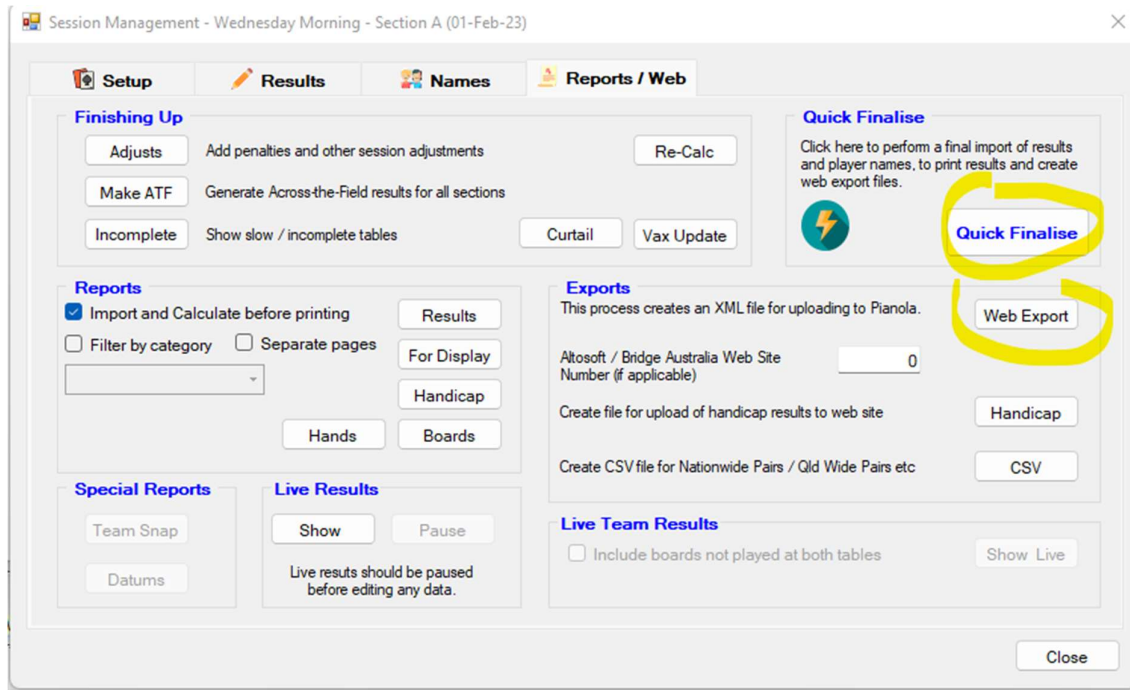 Session Management - Wednesday Morning - Section A (01-Feb-23)
Setup
Results
Names
Reports / Web
Finishing Up
Adjusts
Add penalties and other session adjustments
Re-Calc
Make ATF
Generate Across-the-Field results for all sections
Incomplete
Show slow / incomplete tables
Curtail
Vax Update
Quick Finalise
Click here to perform a final import of results
and player names, to print results and create
web export files.
Quick Finalise
Reports
Import and Calculate before printing
Results
Filter by category
Separate pages
For Display
Handicap
Hands
Boards
Exports
This process creates an XML file for uploading to Pianola.
Web Export
Altosoft / Bridge Australia Web Site
Number (if applicable)
0
Create file for upload of handicap results to web site
Handicap
Create CSV file for Nationwide Pairs / Qld Wide Pairs etc
CSV
Special Reports
Team Snap
Datums
Live Results
Show
Pause
Live resuts should be paused
before editing any data.
Live Team Results
Include boards not played at both tables
Show Live
Close